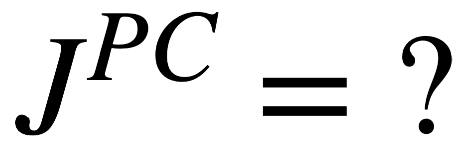 J^{PC} = ?